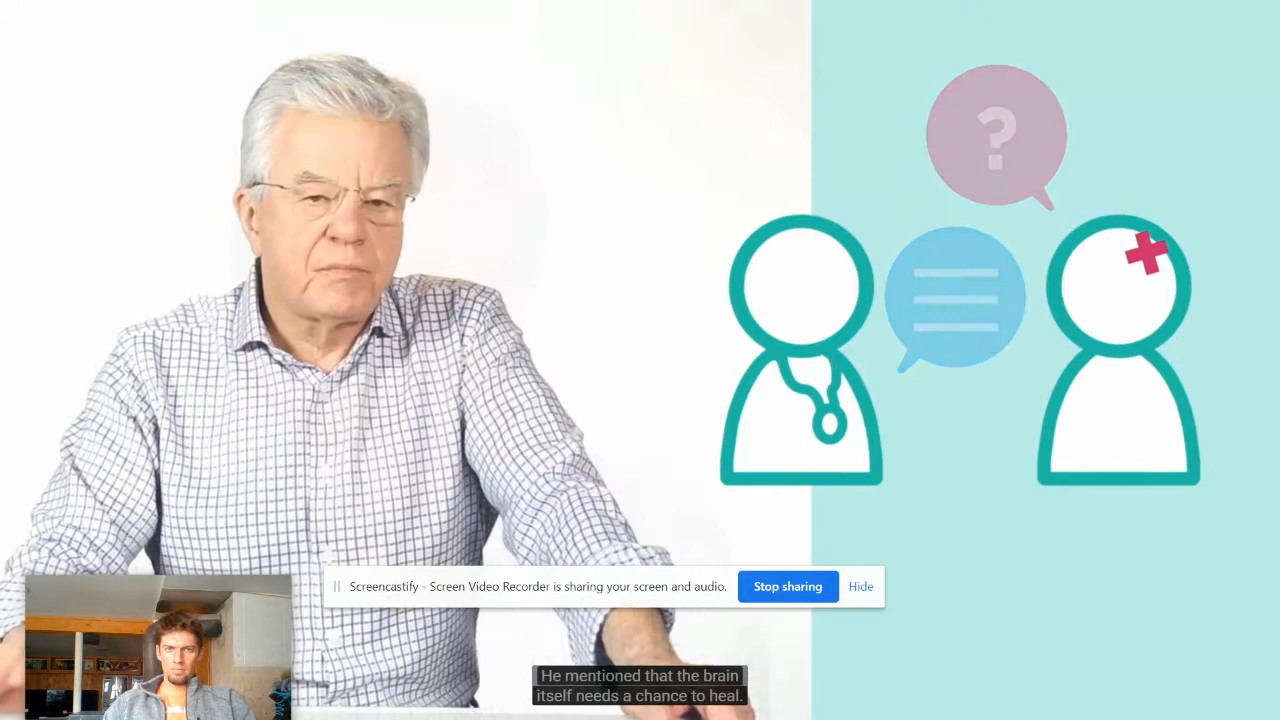 ?
|| Screencastify - Screen Video Recorder is sharing your screen and audio. Stop sharing Hide
He mentioned that the brain
itself needs a chance to heal.